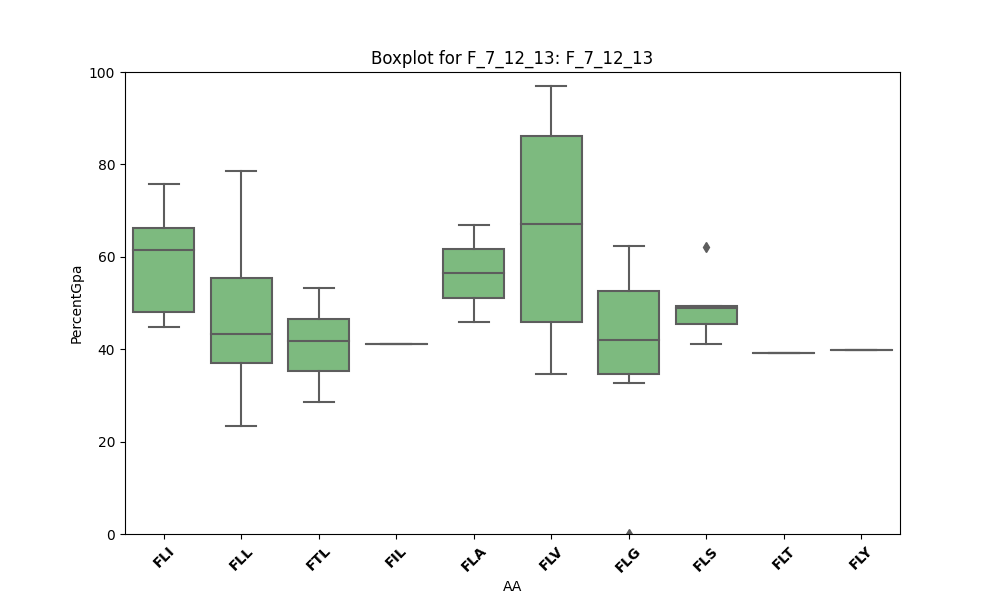 Boxplot for F_7_12_13: F_7_12_13
100
80
60
40
20
0
PercentGpa
FLI
FLL
FTL
FIL
FLA
FLV
FLG
FLS
FLT
FLY
AA